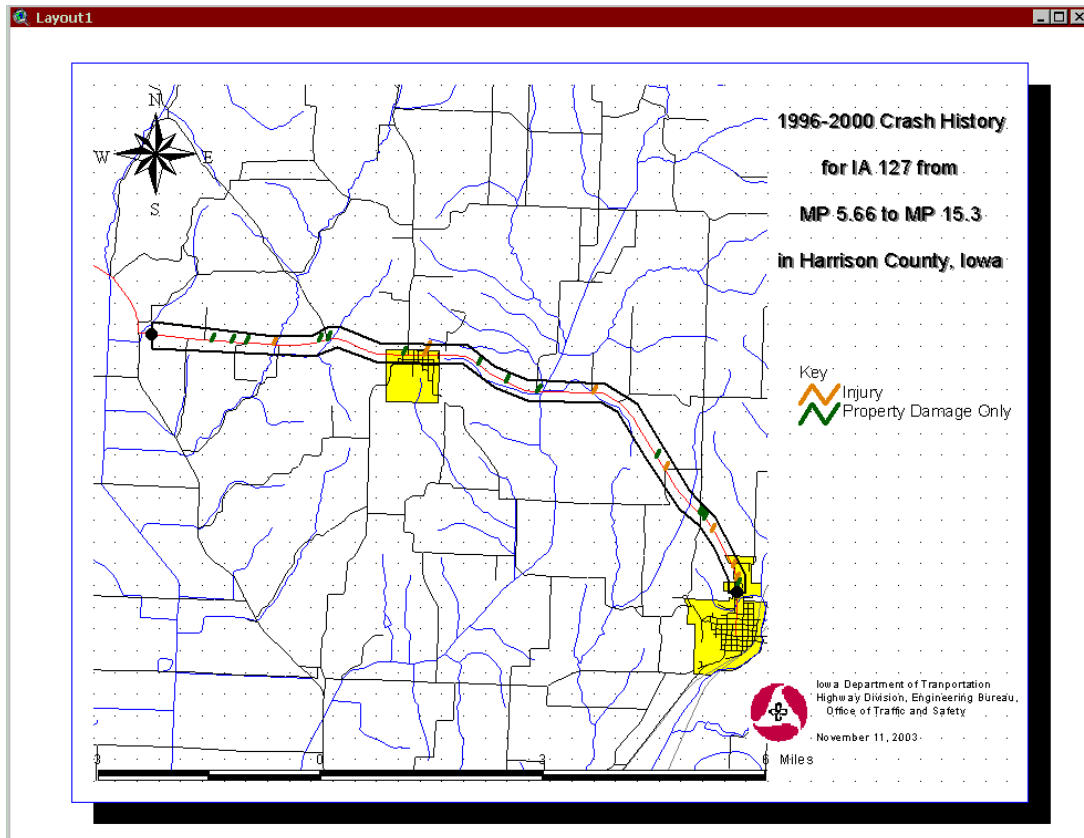 Layout1
N
W E
S
1996-2000 Crash History
for IA 127 from
MP 5.66 to MP 15.3
in Harrison County, Iowa
Key
Injury
Property Damage Only
Iowa Department of Tranportation
Highway Division, Engineering Bureau,
Office of Traffic and Safety
November 11, 2003
3 0 3 6 Miles